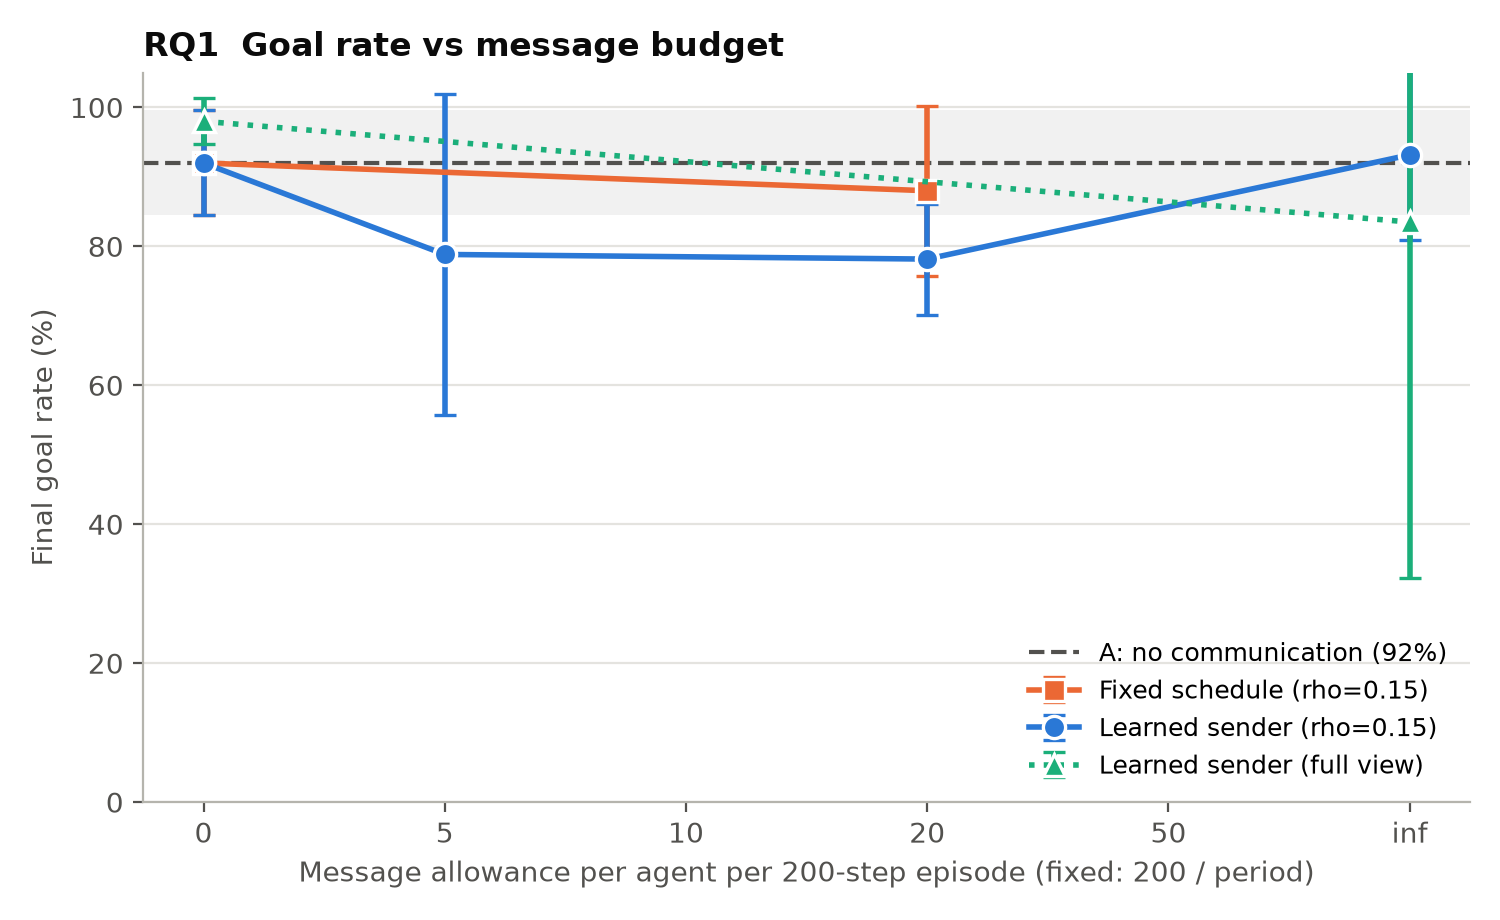 RQ1  Goal rate vs message budget
Final goal rate (%)
100
80
60
40
20
0
A: no communication (92%)
Fixed schedule (rho=0.15)
Learned sender (rho=0.15)
Learned sender (full view)
0 5 10 20 50 inf
Message allowance per agent per 200-step episode (fixed: 200 / period)